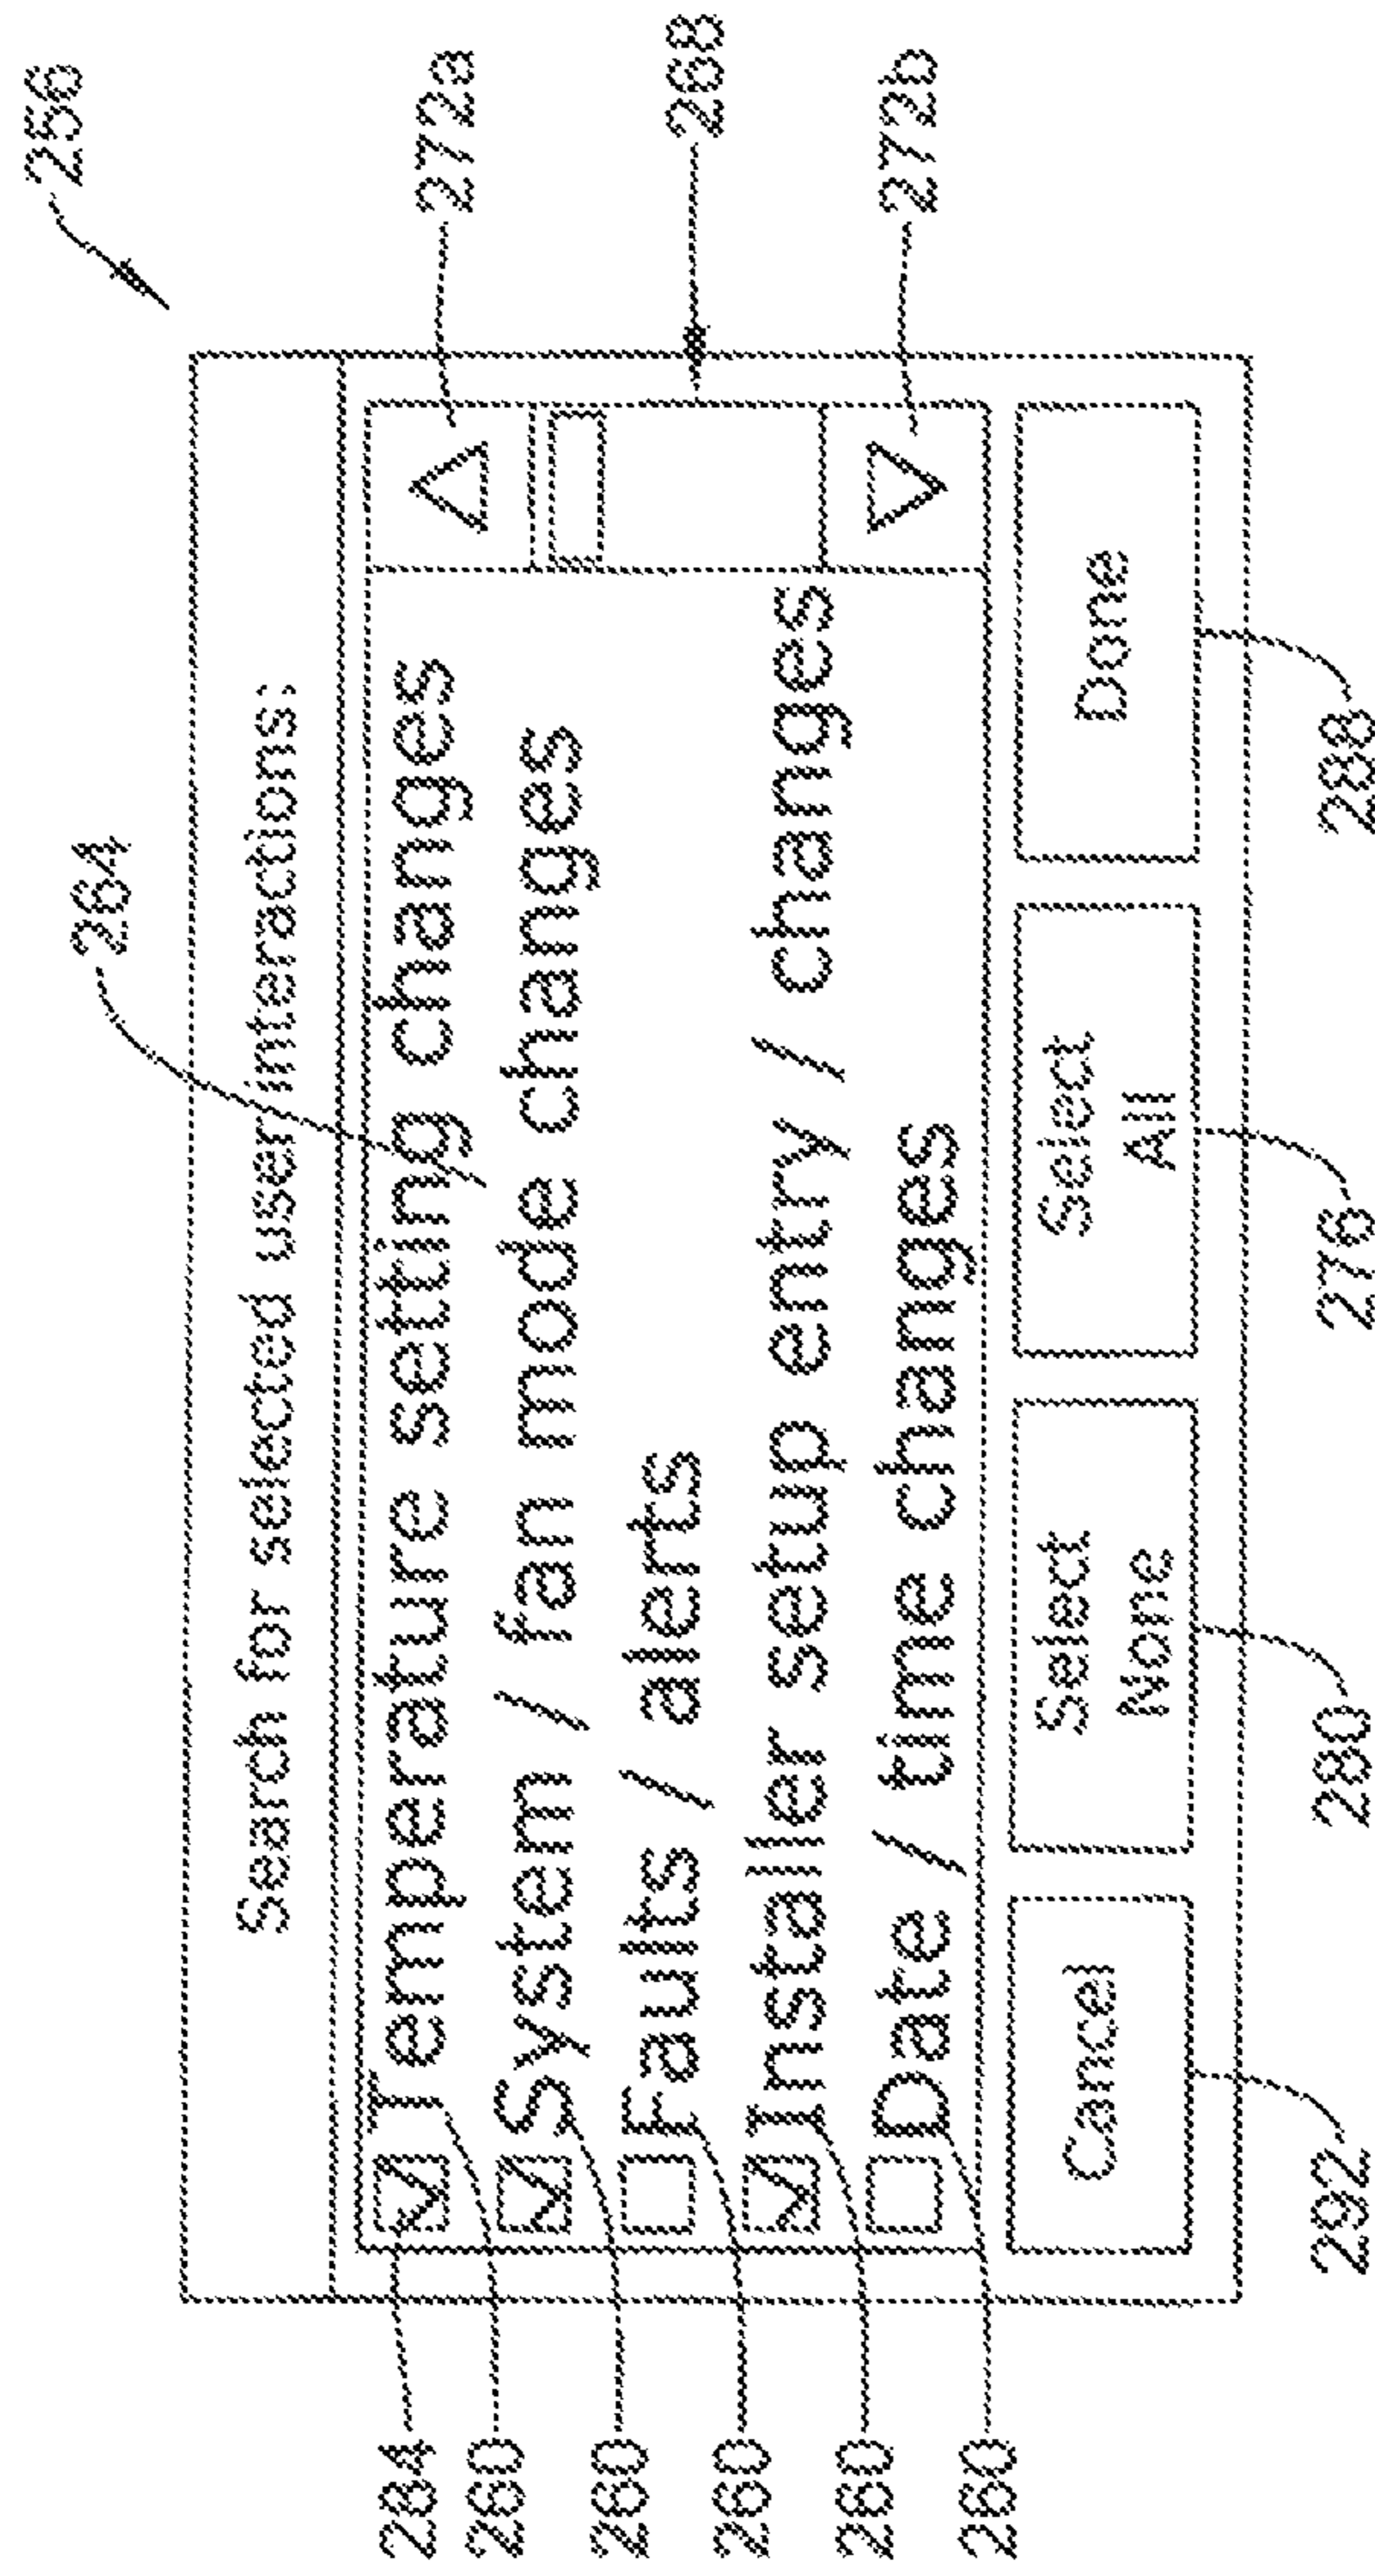 256
264
Search for selected user interactions:
284
Temperature setting changes
272a
260
System / fan mode changes
260
Faults / alerts
268
260
Installer setup entry / changes
272b
260
Date / time changes
260
Cancel
Select
None
Select
All
Done
292
280
276
288